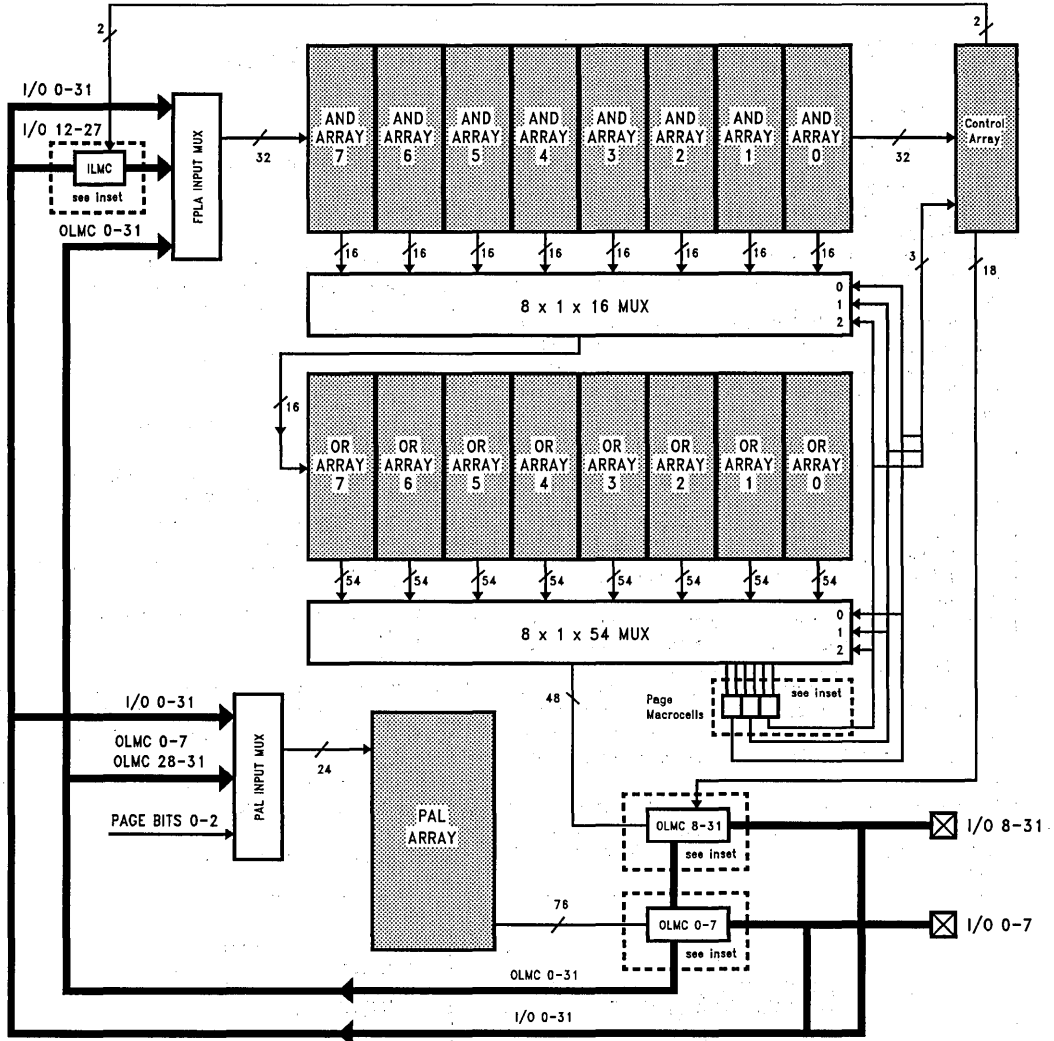 2
2
I/O 0-31
I/O 12-27
ILMC
see inset
OLMC 0-31
FPLA INPUT MUX
32
AND ARRAY 7
AND ARRAY 6
AND ARRAY 5
AND ARRAY 4
AND ARRAY 3
AND ARRAY 2
AND ARRAY 1
AND ARRAY 0
32
Control Array
16
16
16
16
16
16
16
16
3
18
8 x 1 x 16 MUX
0
1
2
16
OR ARRAY 7
OR ARRAY 6
OR ARRAY 5
OR ARRAY 4
OR ARRAY 3
OR ARRAY 2
OR ARRAY 1
OR ARRAY 0
54
54
54
54
54
54
54
54
8 x 1 x 54 MUX
0
1
2
48
Page Macrocells
see inset
I/O 0-31
OLMC 0-7
OLMC 28-31
PAGE BITS 0-2
PAL INPUT MUX
24
PAL ARRAY
OLMC 8-31
see inset
I/O 8-31
76
OLMC 0-7
see inset
I/O 0-7
OLMC 0-31
I/O 0-31